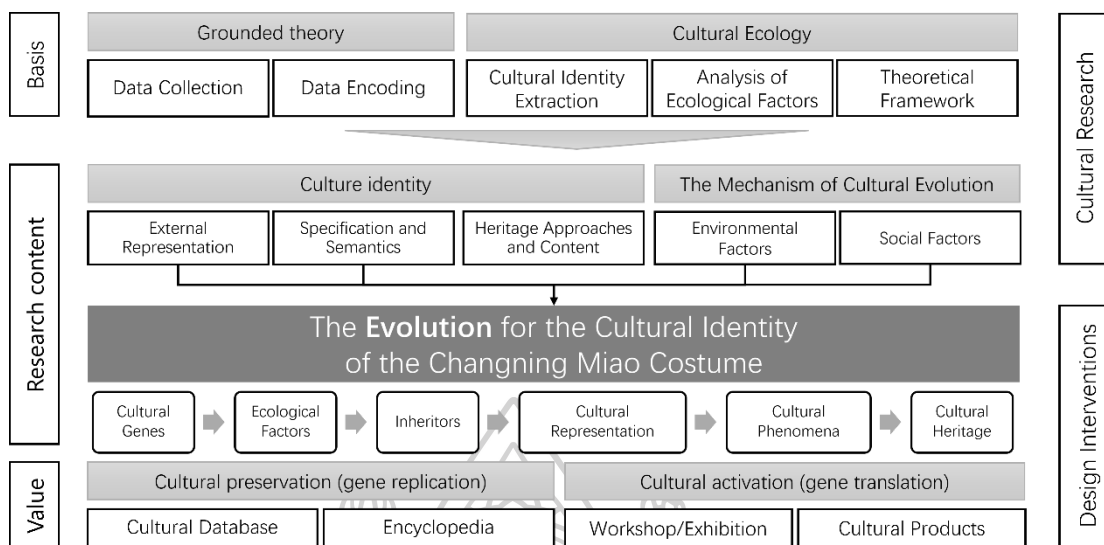 Basis
Grounded theory
Cultural Ecology
Data Collection
Data Encoding
Cultural Identity
Extraction
Analysis of
Ecological Factors
Theoretical
Framework
Cultural Research
Research content
Culture identity
The Mechanism of Cultural Evolution
External
Representation
Specification and
Semantics
Heritage Approaches
and Content
Environmental
Factors
Social Factors
The Evolution for the Cultural Identity
of the Changning Miao Costume
Cultural
Genes
Ecological
Factors
Inheritors
Cultural
Representation
Cultural
Phenomena
Cultural
Heritage
Design Interventions
Value
Cultural preservation (gene replication)
Cultural activation (gene translation)
Cultural Database
Encyclopedia
Workshop/Exhibition
Cultural Products